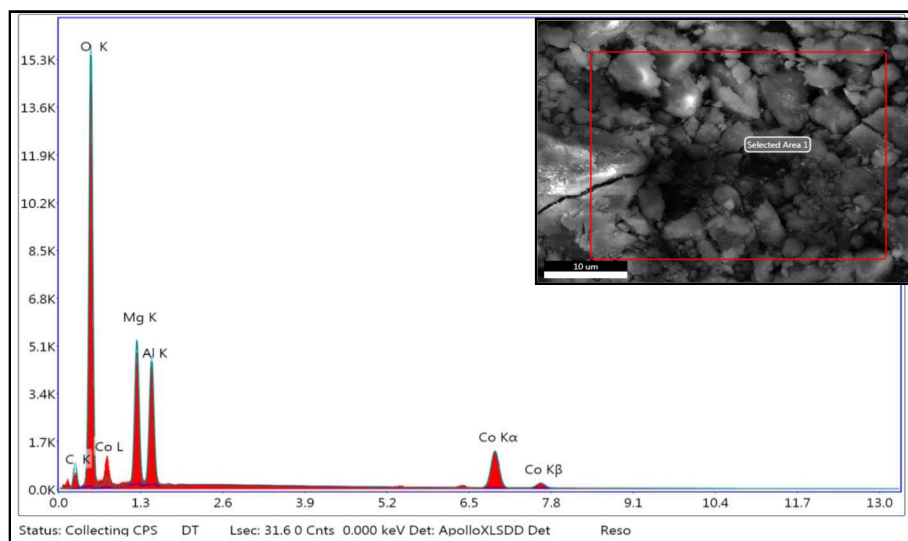 O K
15.3K
13.6K
11.9K
10.2K
8.5K
6.8K
5.1K
3.4K
1.7K
0.0K
Mg K
Al K
C K
Co L
Co Kα
Co Kβ
0.0 1.3 2.6 3.9 5.2 6.5 7.8 9.1 10.4 11.7 13.0
Selected Area 1
10 um
Status: Collecting CPS DT Lsec: 31.6 0 Cnts 0.000 keV Det: ApolloXLSDD Det Reso